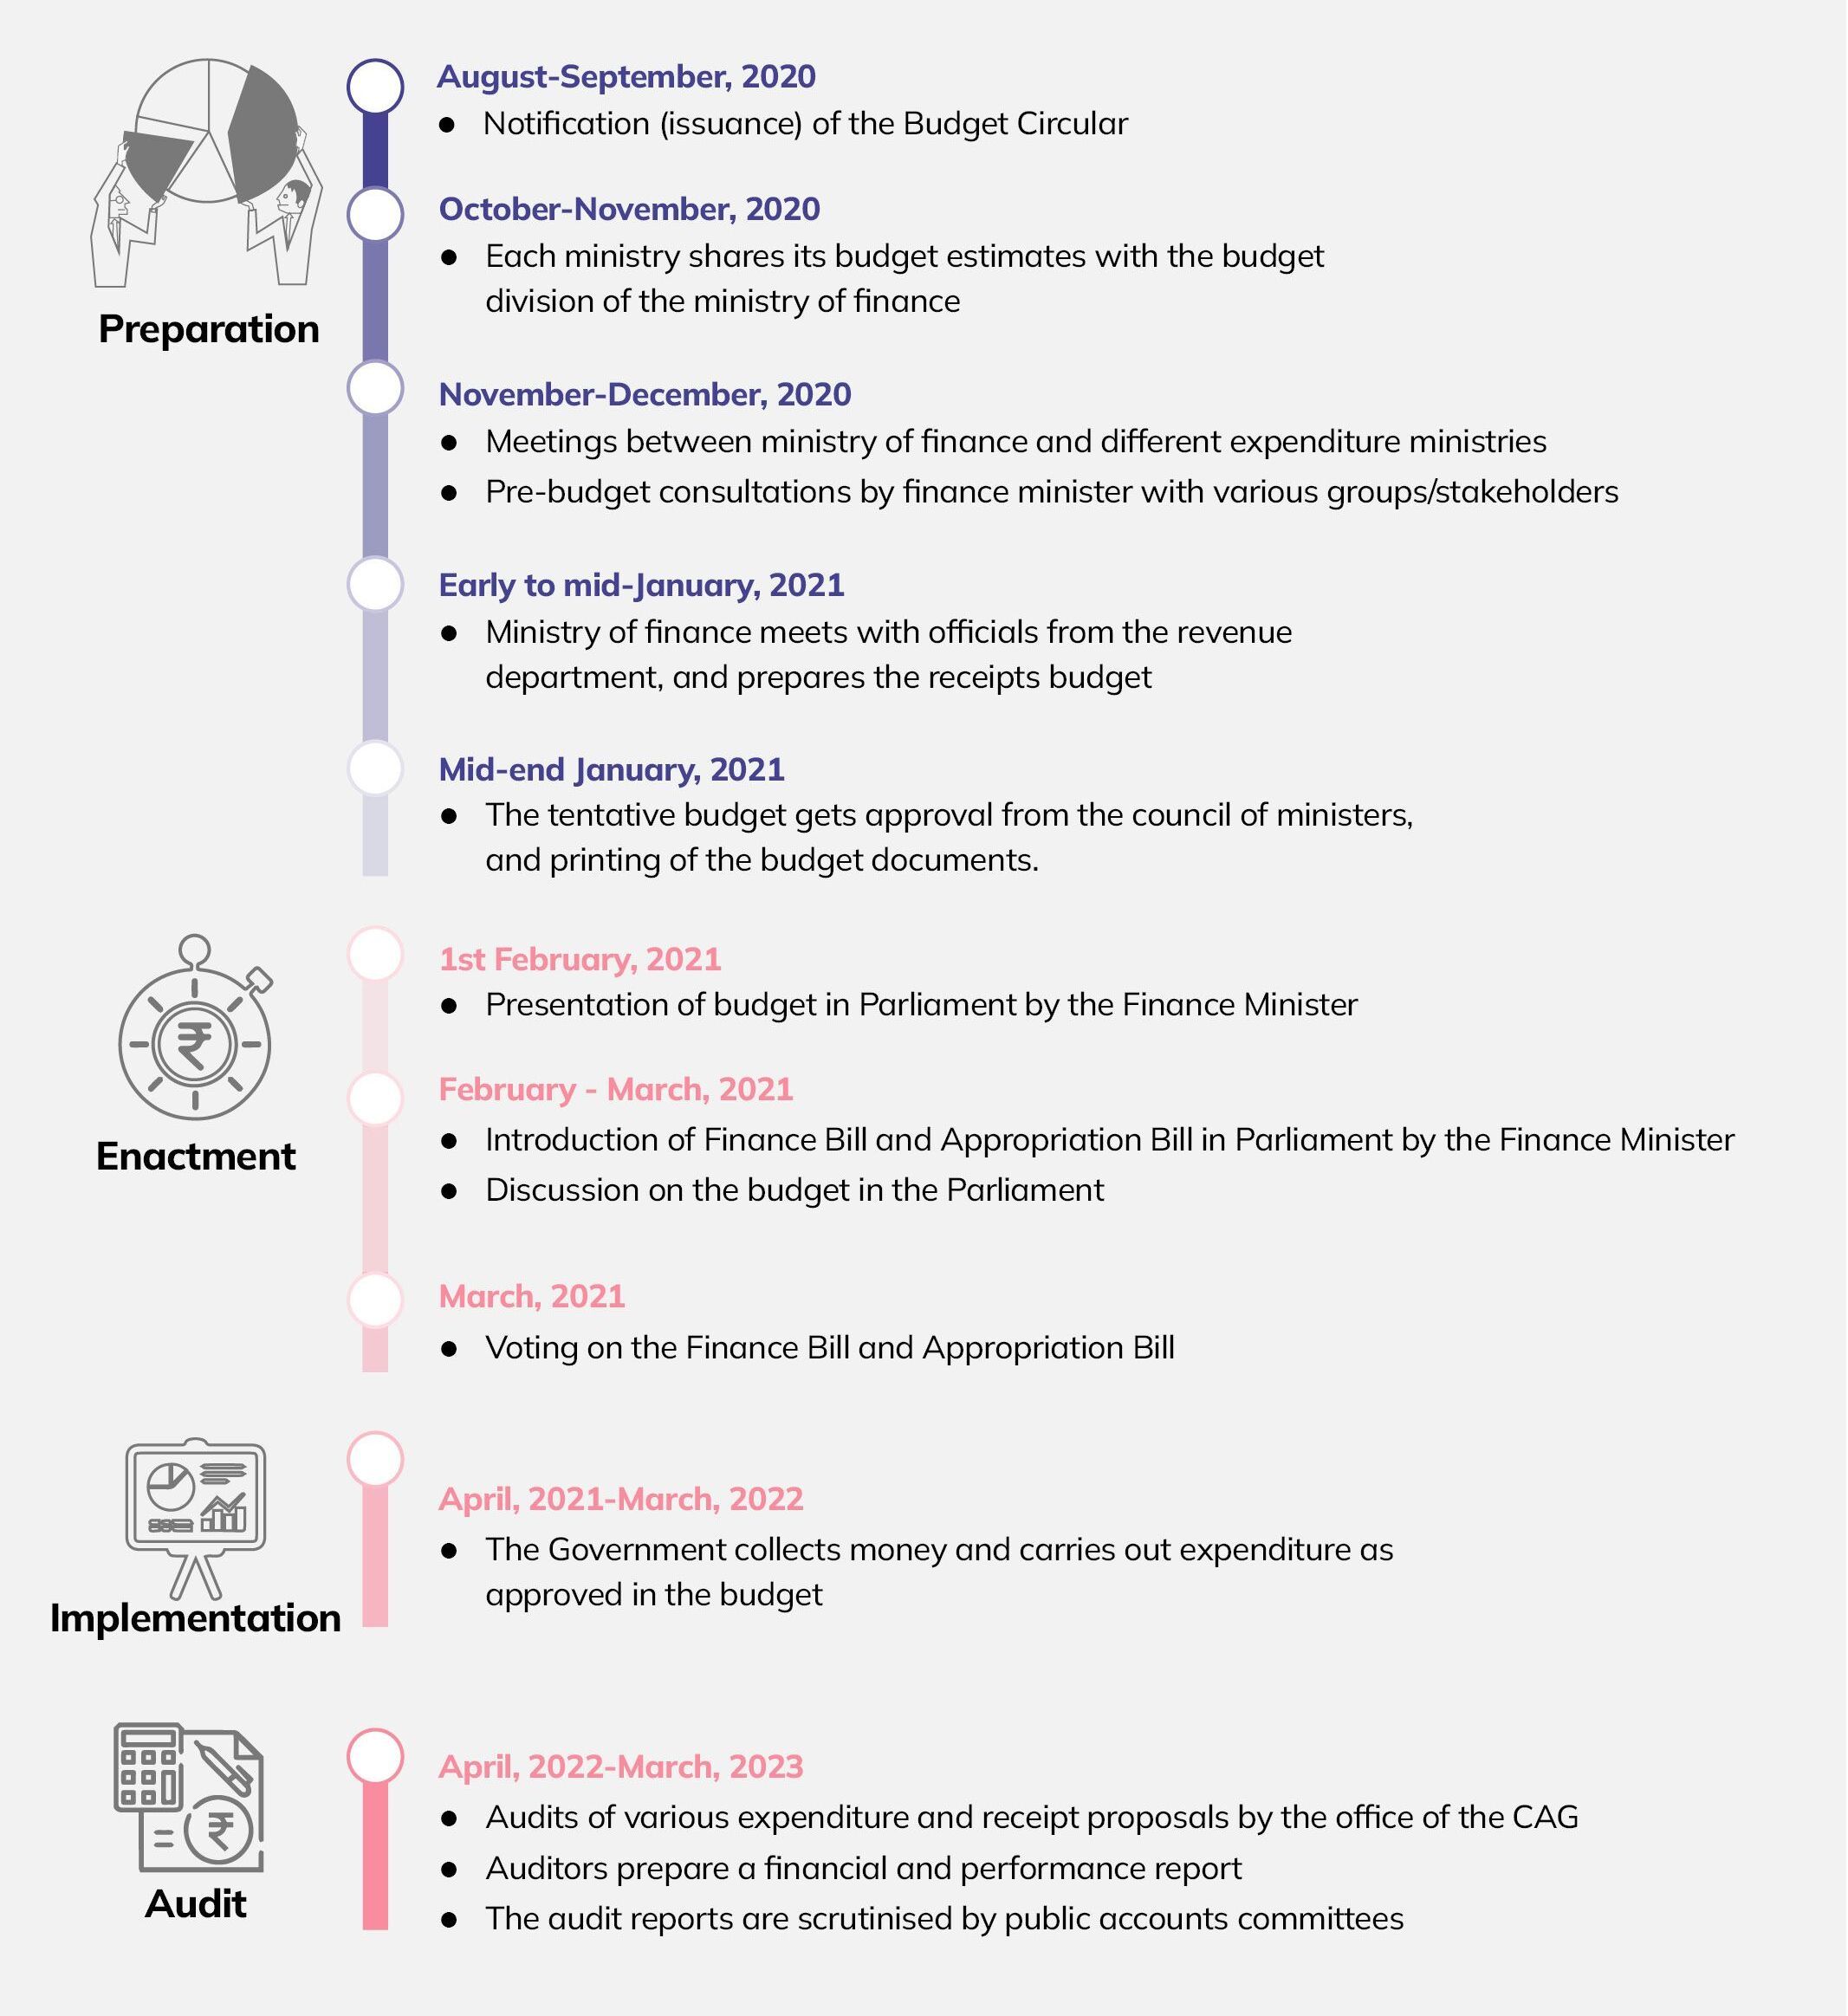 August-September, 2020
● Notification (issuance) of the Budget Circular
October-November, 2020
● Each ministry shares its budget estimates with the budget
division of the ministry of finance
Preparation
November-December, 2020
● Meetings between ministry of finance and different expenditure ministries
● Pre-budget consultations by finance minister with various groups/stakeholders
Early to mid-January, 2021
● Ministry of finance meets with officials from the revenue
department, and prepares the receipts budget
Mid-end January, 2021
● The tentative budget gets approval from the council of ministers,
and printing of the budget documents.
1st February, 2021
● Presentation of budget in Parliament by the Finance Minister
₹
February - March, 2021
● Introduction of Finance Bill and Appropriation Bill in Parliament by the Finance Minister
Enactment
● Discussion on the budget in the Parliament
March, 2021
● Voting on the Finance Bill and Appropriation Bill
April, 2021-March, 2022
● The Government collects money and carries out expenditure as
approved in the budget
Implementation
April, 2022-March, 2023
● Audits of various expenditure and receipt proposals by the office of the CAG
₹
● Auditors prepare a financial and performance report
Audit
● The audit reports are scrutinised by public accounts committees